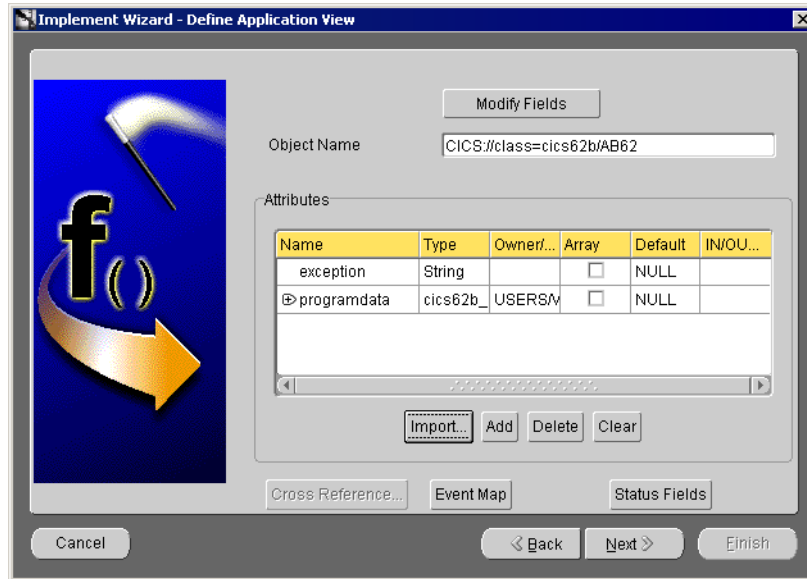 Implement Wizard - Define Application View
Modify Fields
Object Name CICS://class=cics62b/AB62
Attributes
Name Type Owner/... Array Default IN/OU...
exception String NULL
programdata cics62b_ USERS/ NULL
Import... Add Delete Clear
Cross Reference... Event Map Status Fields
f()
Cancel Back Next Finish